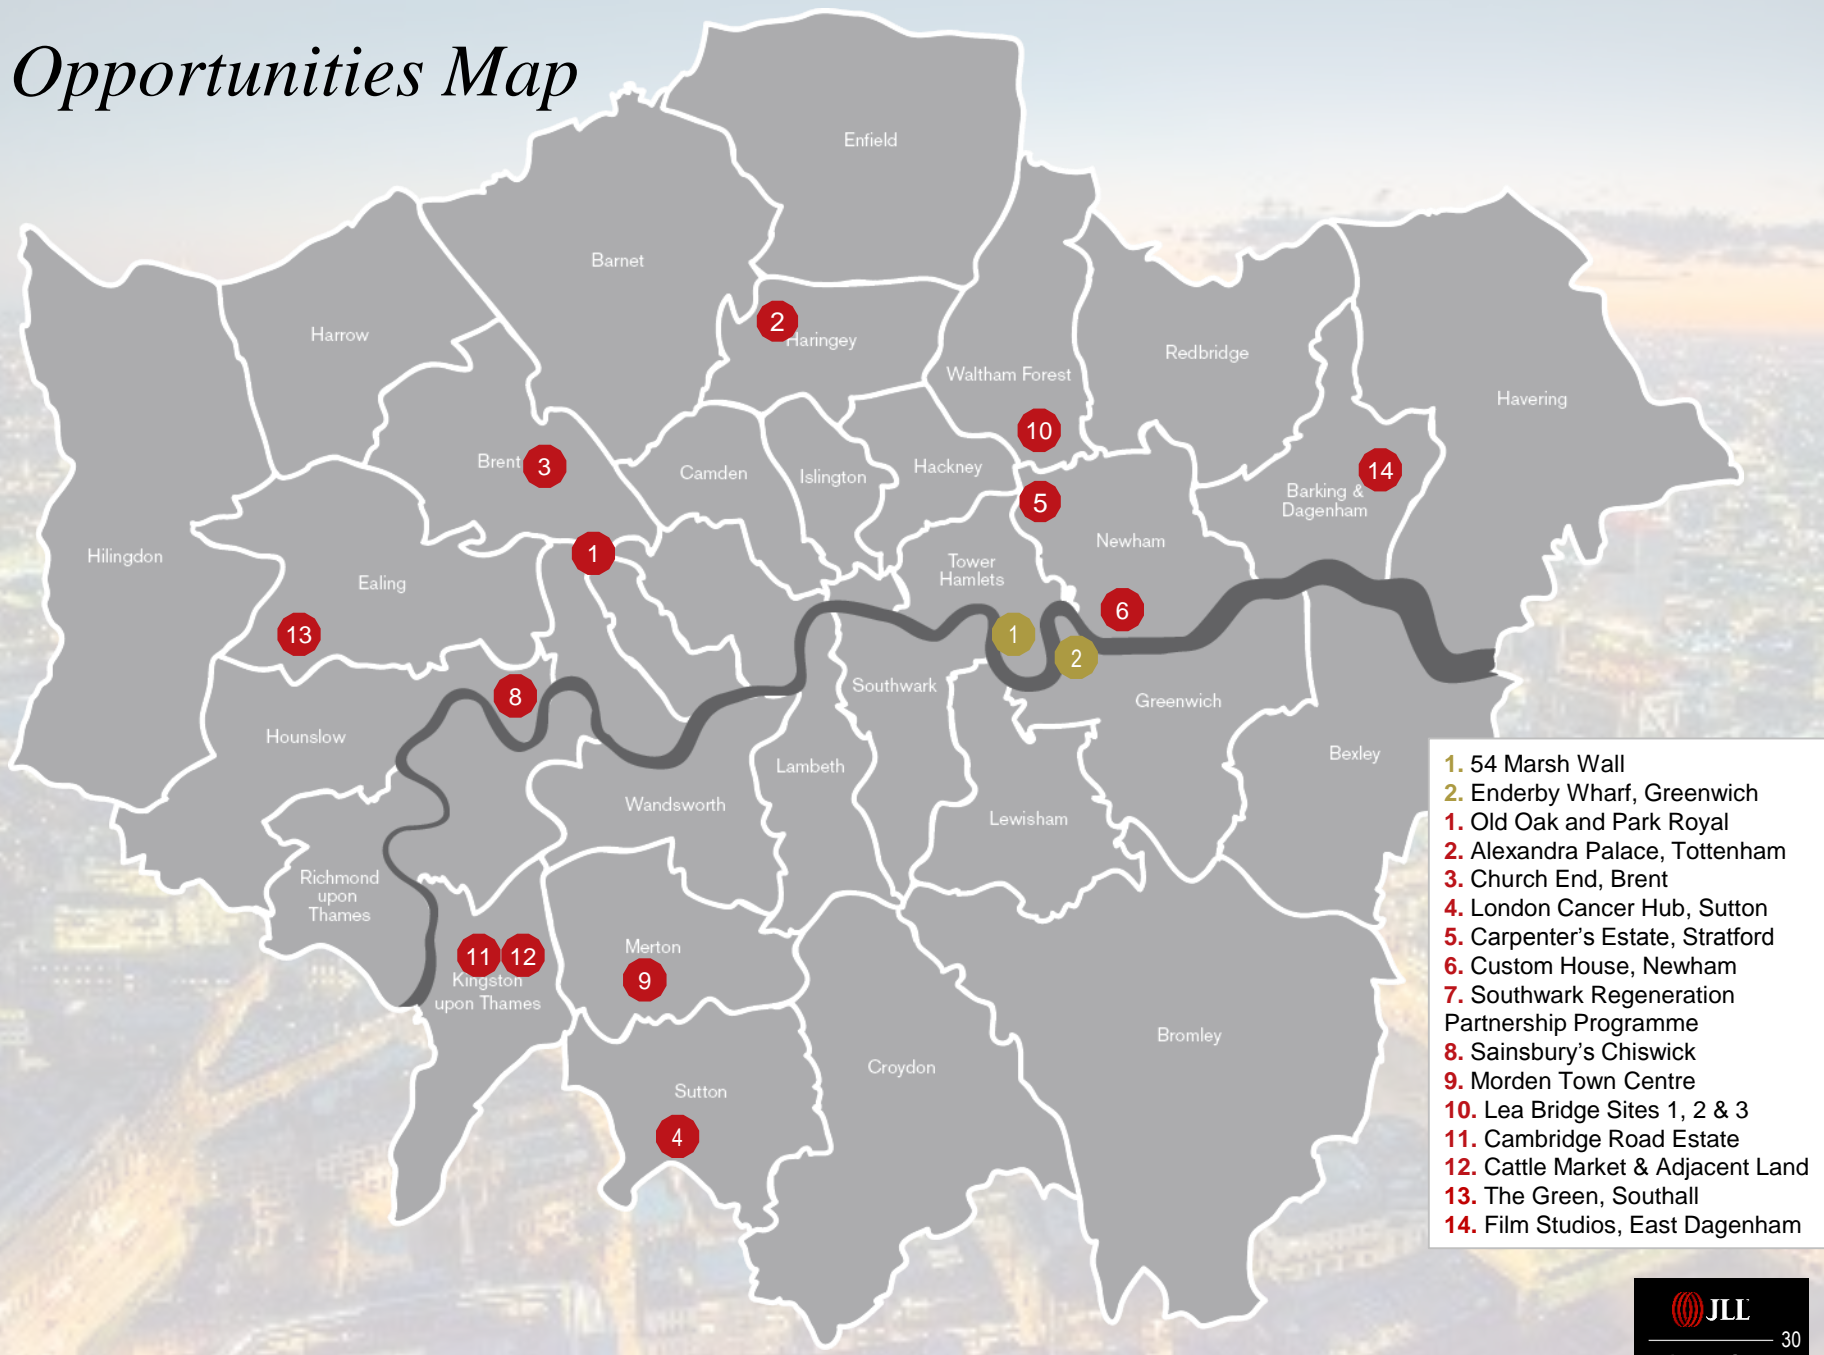 Opportunities Map
Enfield
Barnet
Harrow
2
Haringey
Waltham Forest
Redbridge
Havering
10
Brent
3
Camden
Islington
Hackney
14
Barking &
Dagenham
5
Hilingdon
1
Ealing
Newham
Tower
Hamlets
6
13
1
2
8
Southwark
Greenwich
Hounslow
Lambeth
Bexley
Wandsworth
Lewisham
Richmond
upon
Thames
11
12
Kingston
upon Thames
Merton
9
Bromley
Croydon
Sutton
4
1. 54 Marsh Wall
2. Enderby Wharf, Greenwich
1. Old Oak and Park Royal
2. Alexandra Palace, Tottenham
3. Church End, Brent
4. London Cancer Hub, Sutton
5. Carpenter's Estate, Stratford
6. Custom House, Newham
7. Southwark Regeneration
Partnership Programme
8. Sainsbury's Chiswick
9. Morden Town Centre
10. Lea Bridge Sites 1, 2 & 3
11. Cambridge Road Estate
12. Cattle Market & Adjacent Land
13. The Green, Southall
14. Film Studios, East Dagenham
JLL
30